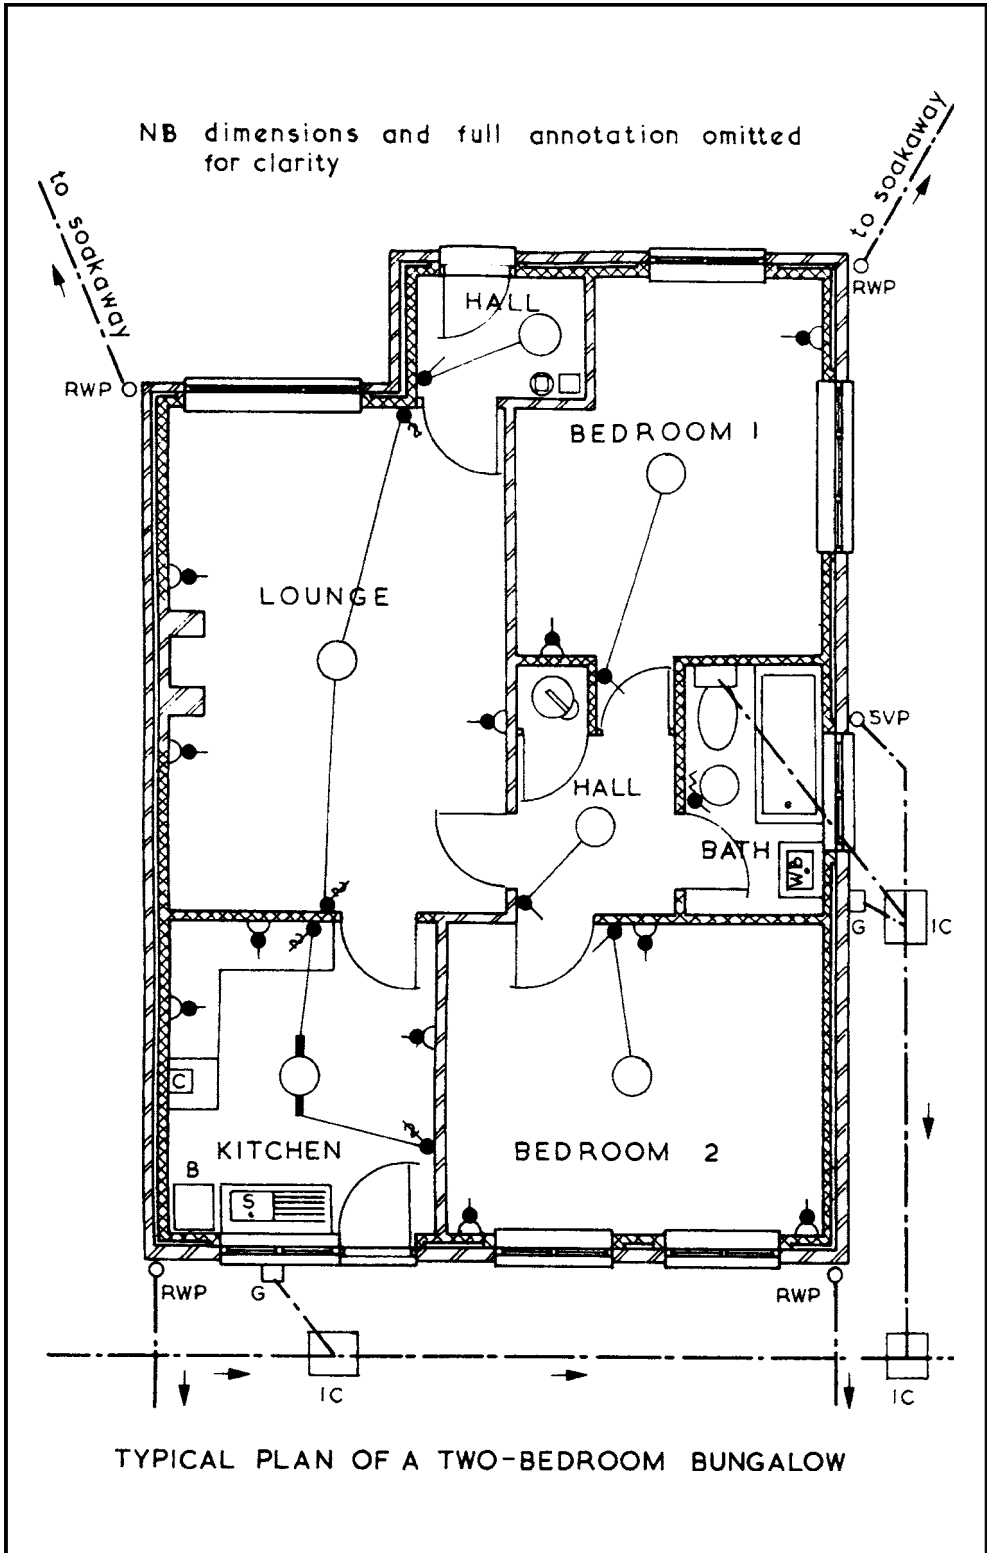 NB dimensions and full annotation omitted
for clarity
to soakaway
to soakaway
RWP
HALL
RWP
BEDROOM 1
LOUNGE
SVP
HALL
BATH
WB
G
IC
C
KITCHEN
BEDROOM 2
B
S
RWP
G
RWP
IC
IC
TYPICAL PLAN OF A TWO-BEDROOM BUNGALOW